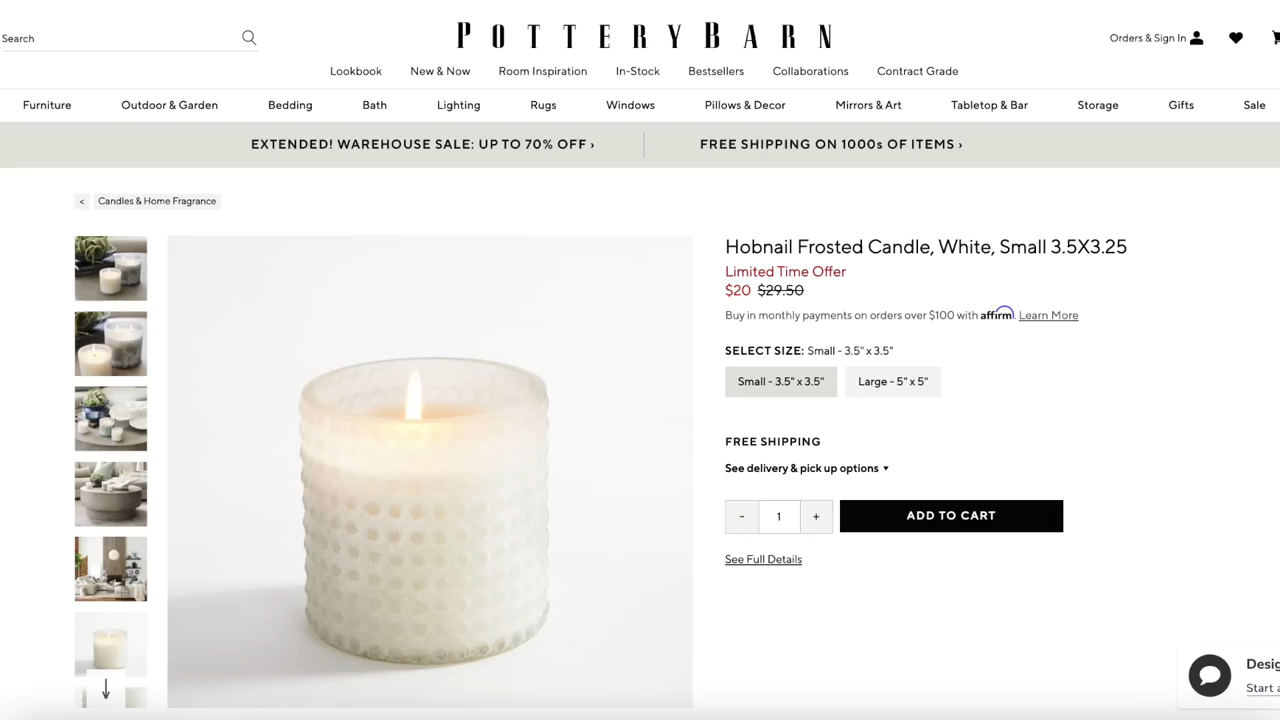 Search
POTTERYBARN
Orders & Sign In
Lookbook New & Now Room Inspiration In-Stock Bestsellers Collaborations Contract Grade
Furniture Outdoor & Garden Bedding Bath Lighting Rugs Windows Pillows & Decor Mirrors & Art Tabletop & Bar Storage Gifts Sale
EXTENDED! WAREHOUSE SALE: UP TO 70% OFF › FREE SHIPPING ON 1000s OF ITEMS ›
< Candles & Home Fragrance
Hobnail Frosted Candle, White, Small 3.5X3.25
Limited Time Offer
$20 $29.50
Buy in monthly payments on orders over $100 with affirm. Learn More
SELECT SIZE: Small - 3.5" x 3.5"
Small - 3.5" x 3.5" Large - 5" x 5"
FREE SHIPPING
See delivery & pick up options
- 1 + ADD TO CART
See Full Details
Desig
Start a